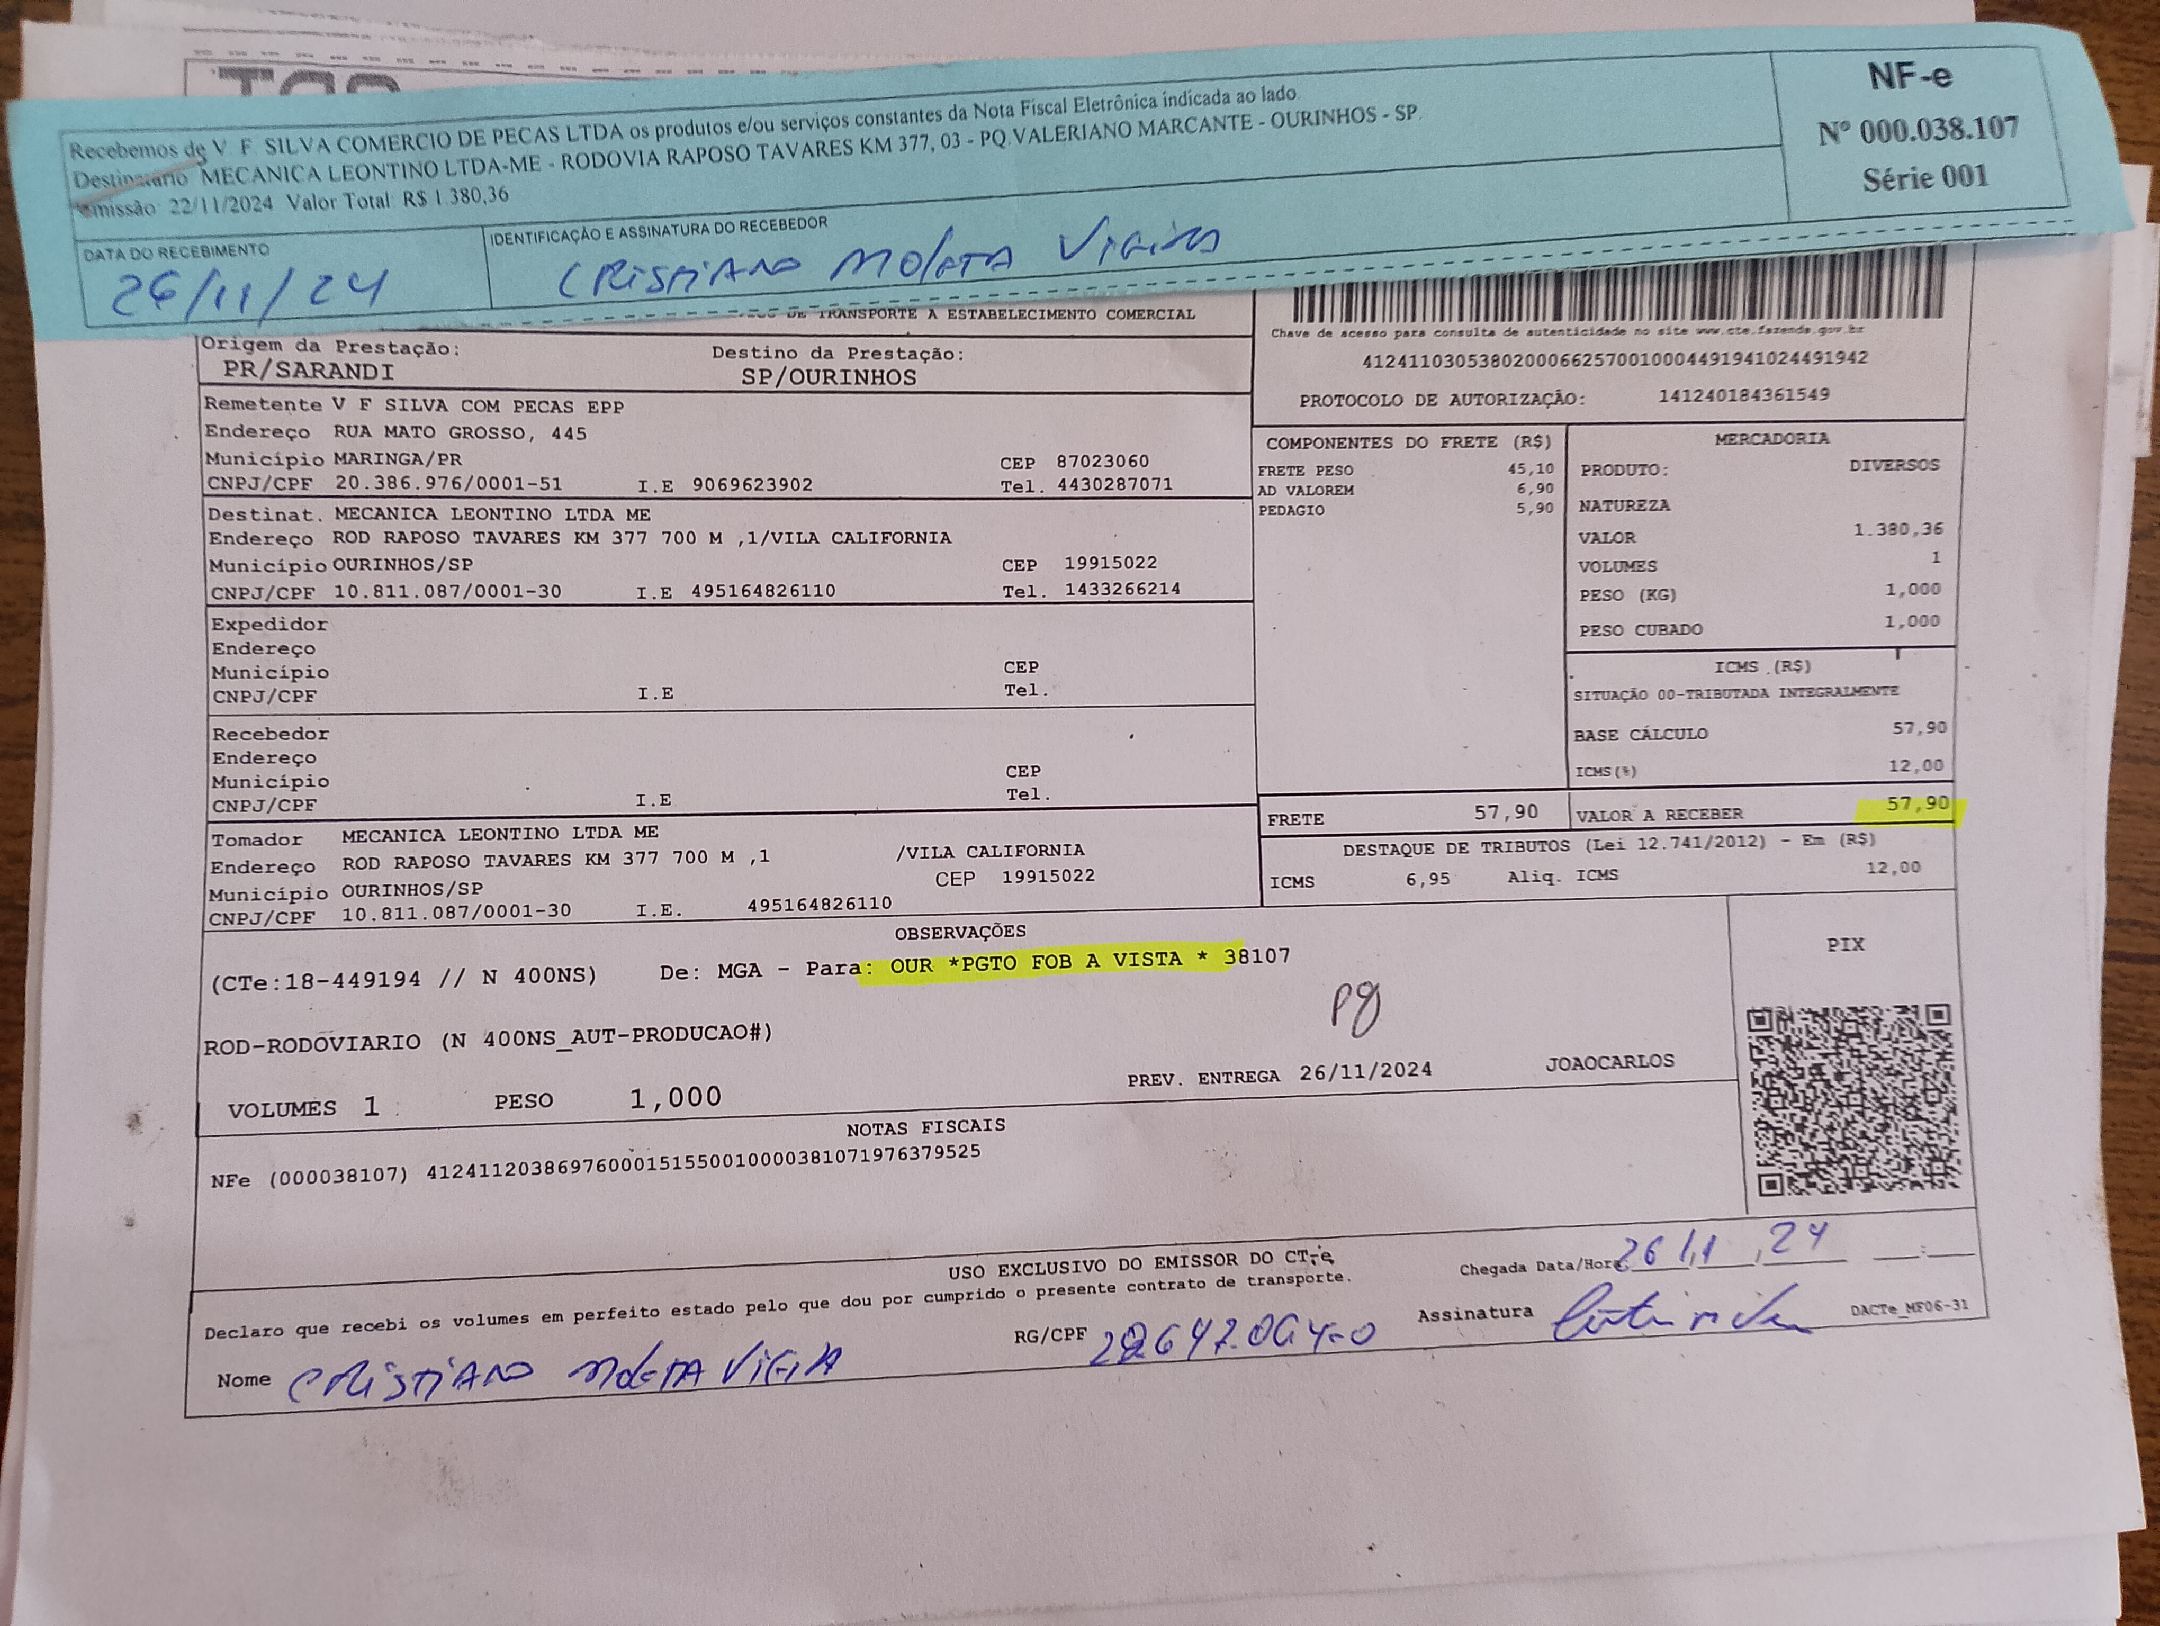 Recebemos de V. F. SILVA COMERCIO DE PECAS LTDA os produtos e/ou serviços constantes da Nota Fiscal Eletrônica indicada ao lado.
Destinatário MECANICA LEONTINO LTDA-ME - RODOVIA RAPOSO TAVARES KM 377, 03 - PQ.VALERIANO MARCANTE - OURINHOS - SP.
Emissão: 22/11/2024 Valor Total: R$ 1.380,36
NF-e
Nº 000.038.107
Série 001
DATA DO RECEBIMENTO
26/11/24
IDENTIFICAÇÃO E ASSINATURA DO RECEBEDOR
CRISTIANO MOLETA VIEIRA
DE TRANSPORTE A ESTABELECIMENTO COMERCIAL
Origem da Prestação:
PR/SARANDI
Destino da Prestação:
SP/OURINHOS
Chave de acesso para consulta de autenticidade no site www.cte.fazenda.gov.br
41241103053802000662570010004491941024491942
PROTOCOLO DE AUTORIZAÇÃO: 141240184361549
Remetente V F SILVA COM PECAS EPP
Endereço RUA MATO GROSSO, 445
Município MARINGA/PR CEP 87023060
CNPJ/CPF 20.386.976/0001-51 I.E 9069623902 Tel. 4430287071
Destinat. MECANICA LEONTINO LTDA ME
Endereço ROD RAPOSO TAVARES KM 377 700 M ,1/VILA CALIFORNIA
Município OURINHOS/SP CEP 19915022
CNPJ/CPF 10.811.087/0001-30 I.E 495164826110 Tel. 1433266214
Expedidor
Endereço
Município CEP
CNPJ/CPF I.E Tel.
Recebedor
Endereço
Município CEP
CNPJ/CPF I.E Tel.
Tomador MECANICA LEONTINO LTDA ME
Endereço ROD RAPOSO TAVARES KM 377 700 M ,1 /VILA CALIFORNIA
Município OURINHOS/SP CEP 19915022
CNPJ/CPF 10.811.087/0001-30 I.E. 495164826110
COMPONENTES DO FRETE (R$)
FRETE PESO 45,10
AD VALOREM 6,90
PEDAGIO 5,90
MERCADORIA
PRODUTO: DIVERSOS
NATUREZA
VALOR 1.380,36
VOLUMES 1
PESO (KG) 1,000
PESO CUBADO 1,000
ICMS (R$)
SITUAÇÃO 00-TRIBUTADA INTEGRALMENTE
BASE CÁLCULO 57,90
ICMS(%) 12,00
FRETE 57,90 VALOR A RECEBER 57,90
DESTAQUE DE TRIBUTOS (Lei 12.741/2012) - Em (R$)
ICMS 6,95 Aliq. ICMS 12,00
OBSERVAÇÕES
(CTe:18-449194 // N 400NS) De: MGA - Para: OUR *PGTO FOB A VISTA * 38107
pg
ROD-RODOVIARIO (N 400NS_AUT-PRODUCAO#)
PREV. ENTREGA 26/11/2024 JOAOCARLOS
VOLUMES 1 PESO 1,000
PIX
NOTAS FISCAIS
NFe (000038107) 41241120386976000151550010000381071976379525
USO EXCLUSIVO DO EMISSOR DO CT-e
Declaro que recebi os volumes em perfeito estado pelo que dou por cumprido o presente contrato de transporte.
Chegada Data/Hora 26 11 24
Nome CRISTIANO MOLETA VIEIRA
RG/CPF
Assinatura
DACTe_MF06-31